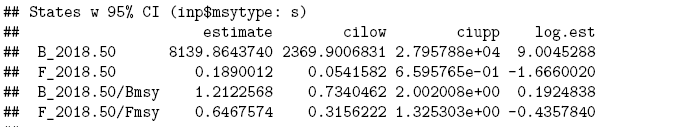 ## States w 95% CI (inp$msytype: s)
## estimate cilow ciupp log.est
## B_2018.50 8139.8643740 2369.9006831 2.795788e+04 9.0045288
## F_2018.50 0.1890012 0.0541582 6.595765e-01 -1.6660020
## B_2018.50/Bmsy 1.2122568 0.7340462 2.002008e+00 0.1924838
## F_2018.50/Fmsy 0.6467574 0.3156222 1.325303e+00 -0.4357840
##